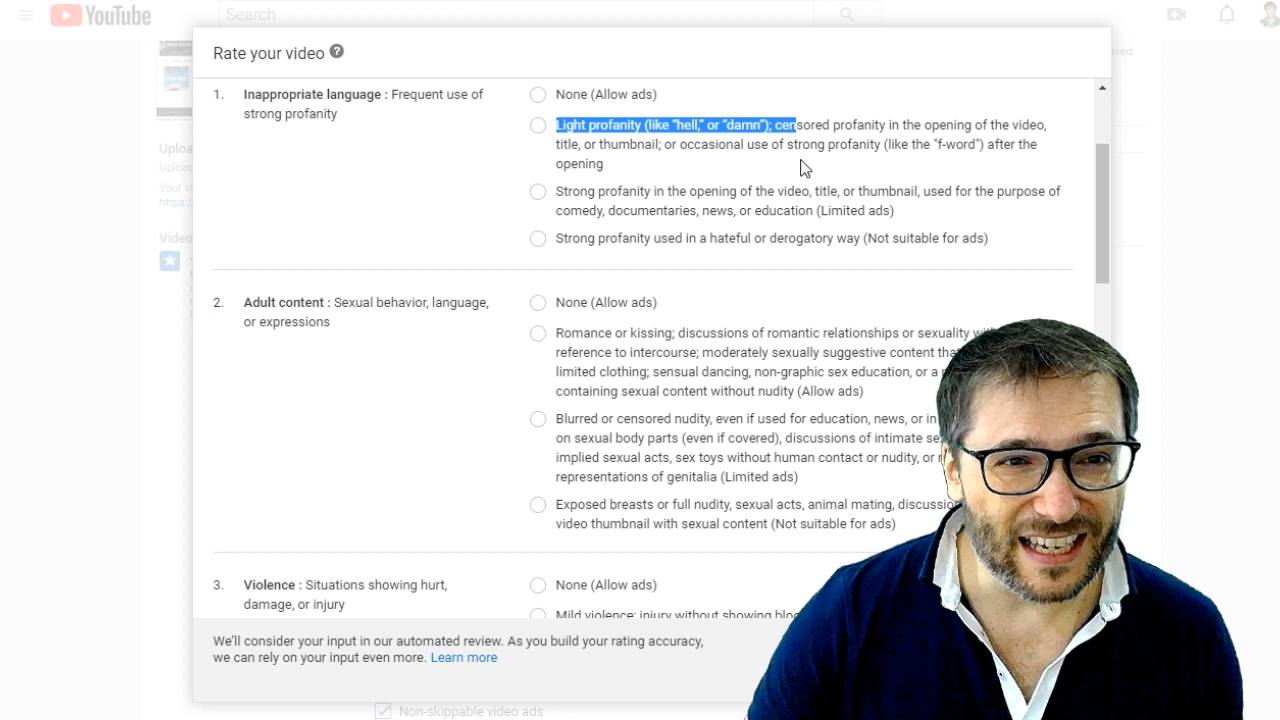 YouTube
Search
Rate your video ?
1. Inappropriate language : Frequent use of
strong profanity
None (Allow ads)
Light profanity (like "hell," or "damn"); censored profanity in the opening of the video,
title, or thumbnail; or occasional use of strong profanity (like the "f-word") after the
opening
Strong profanity in the opening of the video, title, or thumbnail, used for the purpose of
comedy, documentaries, news, or education (Limited ads)
Strong profanity used in a hateful or derogatory way (Not suitable for ads)
2. Adult content : Sexual behavior, language,
or expressions
None (Allow ads)
Romance or kissing; discussions of romantic relationships or sexuality
reference to intercourse; moderately sexually suggestive content
limited clothing; sensual dancing, non-graphic sex education, or a
containing sexual content without nudity (Allow ads)
Blurred or censored nudity, even if used for education, news, or
on sexual body parts (even if covered), discussions of intimate
implied sexual acts, sex toys without human contact or nudity, or
representations of genitalia (Limited ads)
Exposed breasts or full nudity, sexual acts, animal mating,
video thumbnail with sexual content (Not suitable for ads)
3. Violence : Situations showing hurt,
damage, or injury
None (Allow ads)
Mild violence; injury without showing
We'll consider your input in our automated review. As you build your rating accuracy,
we can rely on your input even more. Learn more
Non-skippable video ads